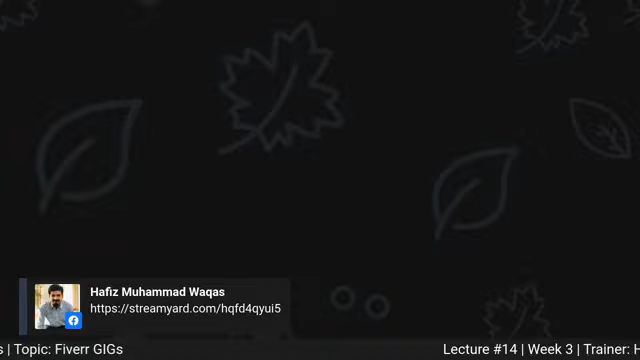 Hafiz Muhammad Waqas
https://streamyard.com/hqfd4qyui5
s | Topic: Fiverr GIGs
Lecture #14 | Week 3 | Trainer: H